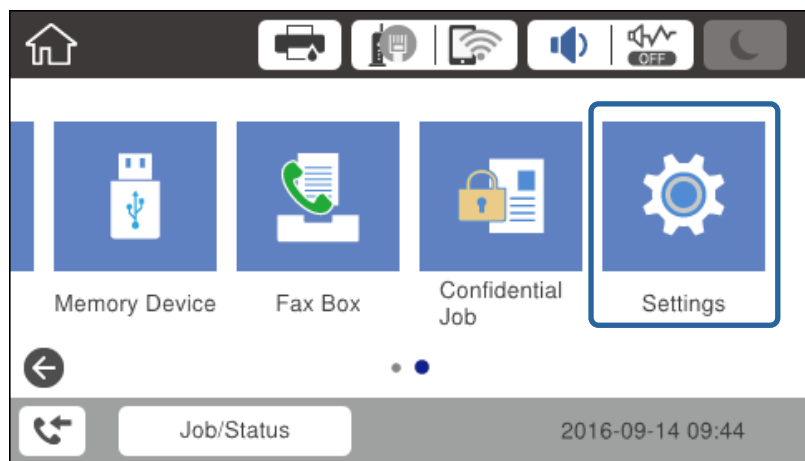 OFF
Memory Device
Fax Box
Confidential
Job
Settings
Job/Status
2016-09-14 09:44